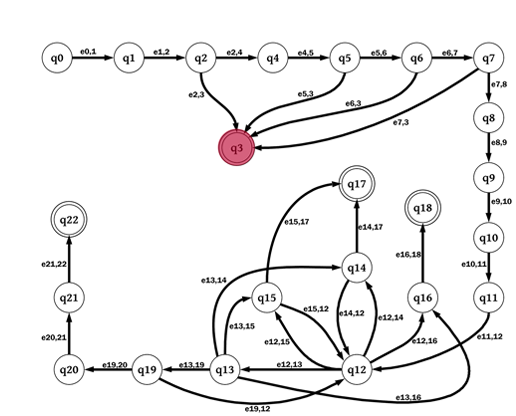 q0 e0,1 q1 e1,2 q2 e2,4 q4 e4,5 q5 e5,6 q6 e6,7 q7
e7,8
e2,3 e5,3 e6,3 e7,3
q8
q3
e8,9
q9
q17
e9,10
q22 q18
e15,17 e14,17
q10
e21,22 e16,18 e10,11
q14
e13,14
q21 q15 q16 q11
e15,12 e14,12 e12,14
e13,15
e20,21 e12,15 e12,16 e11,12
q20 e19,20 q19 e13,19 q13 e12,13 q12
e13,16
e19,12